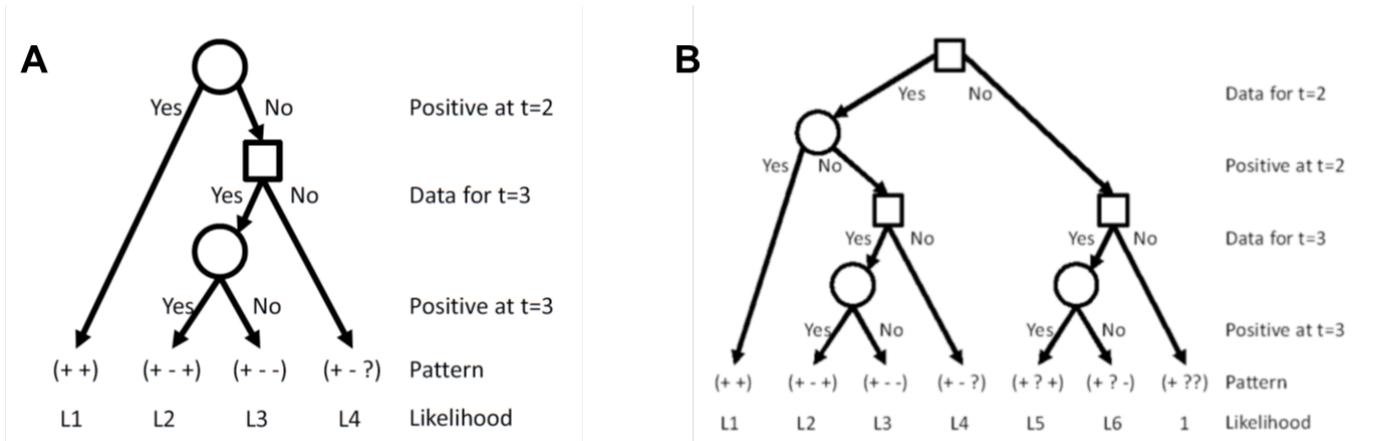 A
Yes No Positive at t=2
Yes No Data for t=3
Yes No Positive at t=3
(+ +) (+ - +) (+ - -) (+ - ?) Pattern
L1 L2 L3 L4 Likelihood
B
Yes No Data for t=2
Yes No Positive at t=2
Yes No Yes No Data for t=3
Yes No Yes No Positive at t=3
(+ +) (+ - +) (+ - -) (+ - ?) (+ ? +) (+ ? -) (+ ??) Pattern
L1 L2 L3 L4 L5 L6 1 Likelihood